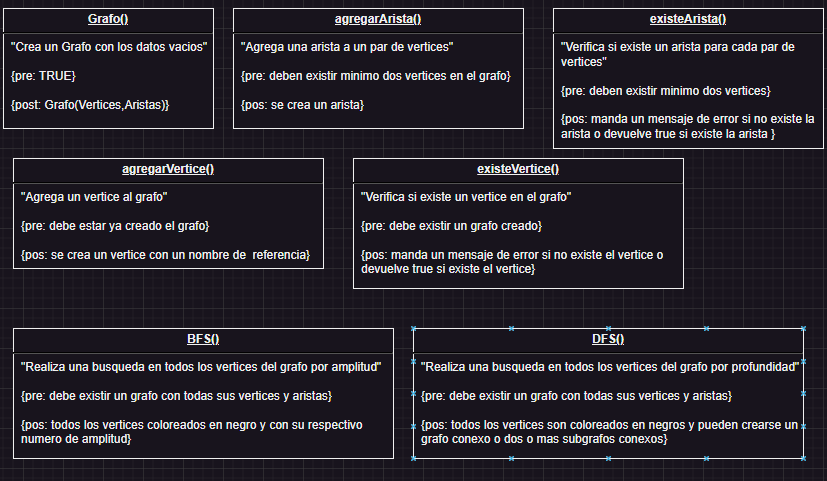 Grafo()
"Crea un Grafo con los datos vacios"
{pre: TRUE}
{post: Grafo(Vertices,Aristas)}
agregarArista()
"Agrega una arista a un par de vertices"
{pre: deben existir minimo dos vertices en el grafo}
{pos: se crea un arista}
existeArista()
"Verifica si existe un arista para cada par de
vertices"
{pre: deben existir minimo dos vertices}
{pos: manda un mensaje de error si no existe la
arista o devuelve true si existe la arista }
agregarVertice()
"Agrega un vertice al grafo"
{pre: debe estar ya creado el grafo}
{pos: se crea un vertice con un nombre de  referencia}
existeVertice()
"Verifica si existe un vertice en el grafo"
{pre: debe existir un grafo creado}
{pos: manda un mensaje de error si no existe el vertice o
devuelve true si existe el vertice}
BFS()
"Realiza una busqueda en todos los vertices del grafo por amplitud"
{pre: debe existir un grafo con todas sus vertices y aristas}
{pos: todos los vertices coloreados en negro y con su respectivo
numero de amplitud}
DFS()
"Realiza una busqueda en todos los vertices del grafo por profundidad"
{pre: debe existir un grafo con todas sus vertices y aristas}
{pos: todos los vertices son coloreados en negros y pueden crearse un
grafo conexo o dos o mas subgrafos conexos}